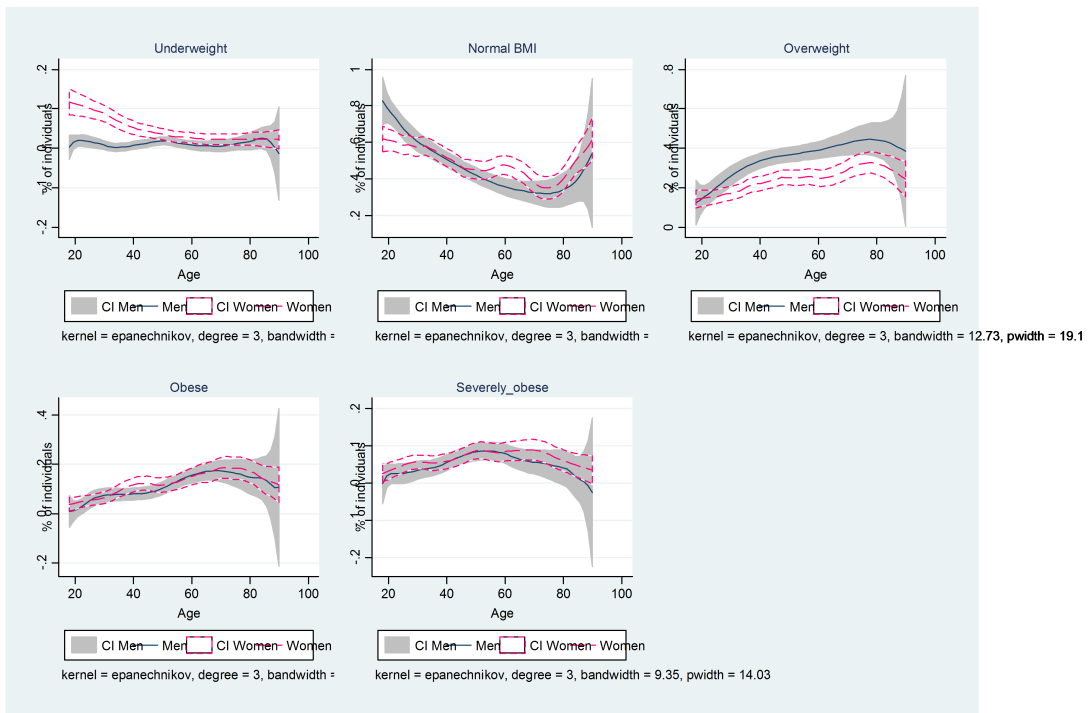 Underweight
Normal BMI
Overweight
% of individuals
.2
.1
0
-.1
-.2
20 40 60 80 100
Age
% of individuals
1
.8
.6
.4
.2
20 40 60 80 100
Age
% of individuals
.8
.6
.4
.2
0
20 40 60 80 100
Age
CI Men Men CI Women Women
CI Men Men CI Women Women
CI Men Men CI Women Women
kernel = epanechnikov, degree = 3, bandwidth =
kernel = epanechnikov, degree = 3, bandwidth =
kernel = epanechnikov, degree = 3, bandwidth = 12.73, pwidth = 19.1
Obese
Severely_obese
% of individuals
.4
.2
0
-.2
20 40 60 80 100
Age
% of individuals
.2
.1
0
-.1
-.2
20 40 60 80 100
Age
CI Men Men CI Women Women
CI Men Men CI Women Women
kernel = epanechnikov, degree = 3, bandwidth =
kernel = epanechnikov, degree = 3, bandwidth = 9.35, pwidth = 14.03